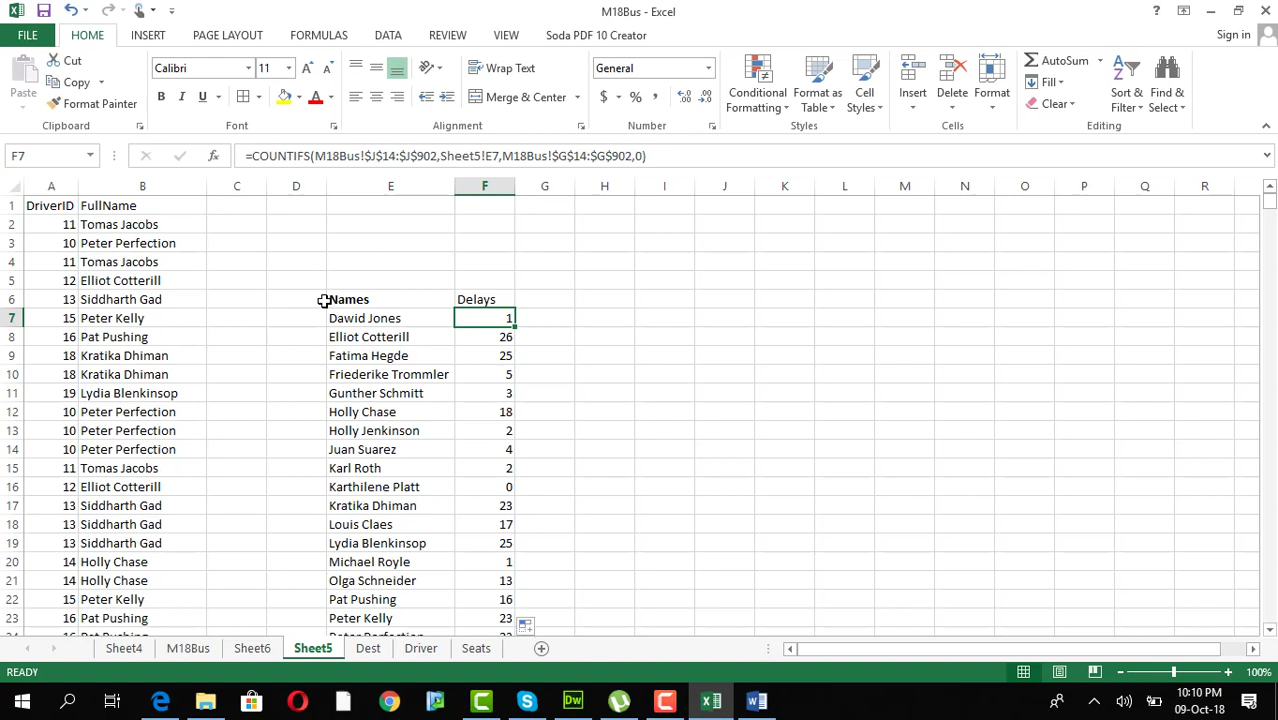 M18Bus - Excel
Sign in
FILE HOME INSERT PAGE LAYOUT FORMULAS DATA REVIEW VIEW Soda PDF 10 Creator
Paste
Cut
Copy
Format Painter
Clipboard
Calibri 11
B I U
Font
Wrap Text
Merge & Center
Alignment
General
$ % ,
Number
Conditional Formatting
Format as Table
Cell Styles
Styles
Insert Delete Format
Cells
AutoSum
Fill
Clear
Sort & Filter
Find & Select
Editing
F7
=COUNTIFS(M18Bus!$J$14:$J$902,Sheet5!E7,M18Bus!$G$14:$G$902,0)
A B C D E F G H I J K L M N O P Q R
1 DriverID FullName
2 11 Tomas Jacobs
3 10 Peter Perfection
4 11 Tomas Jacobs
5 12 Elliot Cotterill
6 13 Siddharth Gad Names Delays
7 15 Peter Kelly Dawid Jones 1
8 16 Pat Pushing Elliot Cotterill 26
9 18 Kratika Dhiman Fatima Hegde 25
10 18 Kratika Dhiman Friederike Trommler 5
11 19 Lydia Blenkinsop Gunther Schmitt 3
12 10 Peter Perfection Holly Chase 18
13 10 Peter Perfection Holly Jenkinson 2
14 10 Peter Perfection Juan Suarez 4
15 11 Tomas Jacobs Karl Roth 2
16 12 Elliot Cotterill Karthilene Platt 0
17 13 Siddharth Gad Kratika Dhiman 23
18 13 Siddharth Gad Louis Claes 17
19 13 Siddharth Gad Lydia Blenkinsop 25
20 14 Holly Chase Michael Royle 1
21 14 Holly Chase Olga Schneider 13
22 15 Peter Kelly Pat Pushing 16
23 16 Pat Pushing Peter Kelly 23
Sheet4 M18Bus Sheet6 Sheet5 Dest Driver Seats
READY
100%
10:10 PM
09-Oct-18